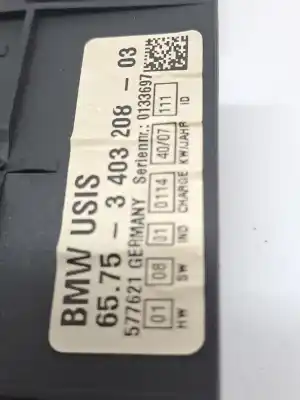 BMW USIS
65.75 - 3 403 208 - 03
577621 GERMANY Seriennr.: 0133697
01 08 01 0114 40/07 111
HW SW IND CHARGE KW/JAHR ID